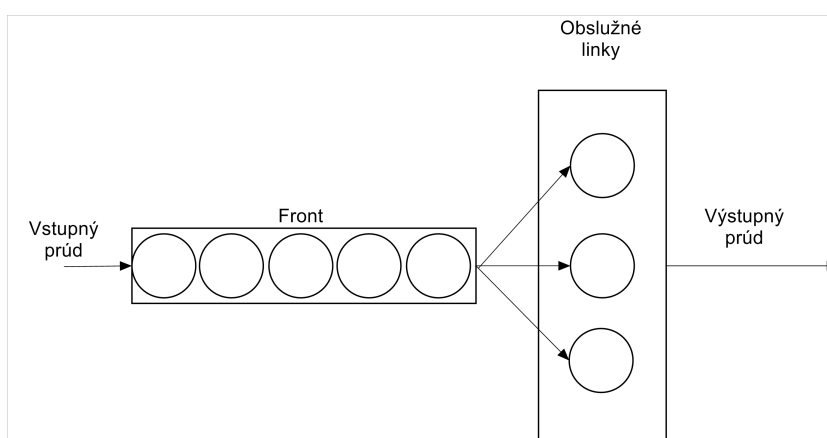 Obslužné
linky
Vstupný
prúd
Front
Výstupný
prúd